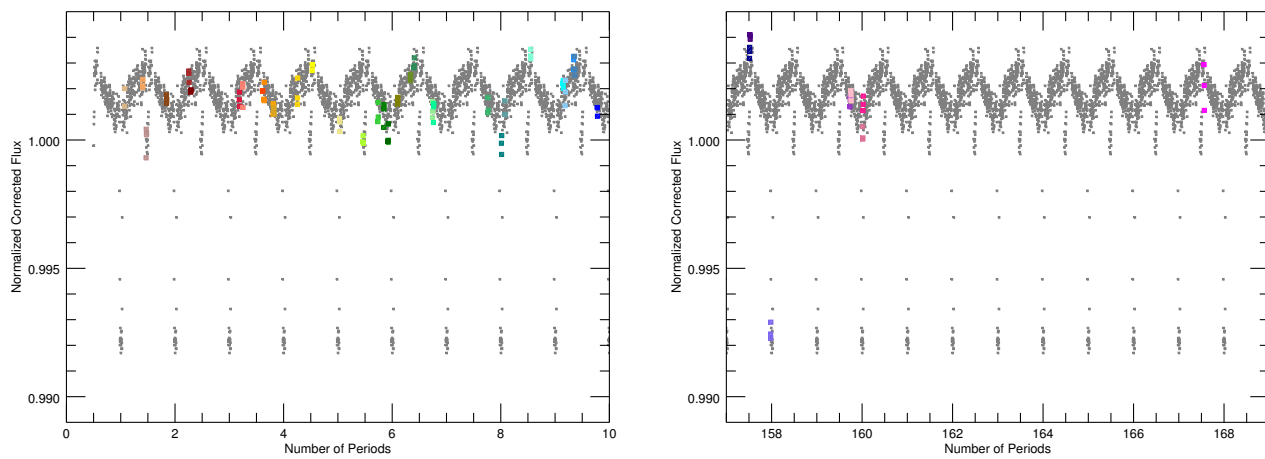 1.000
0.995
0.990
Normalized Corrected Flux
0 2 4 6 8 10
Number of Periods
1.000
0.995
0.990
Normalized Corrected Flux
158 160 162 164 166 168
Number of Periods